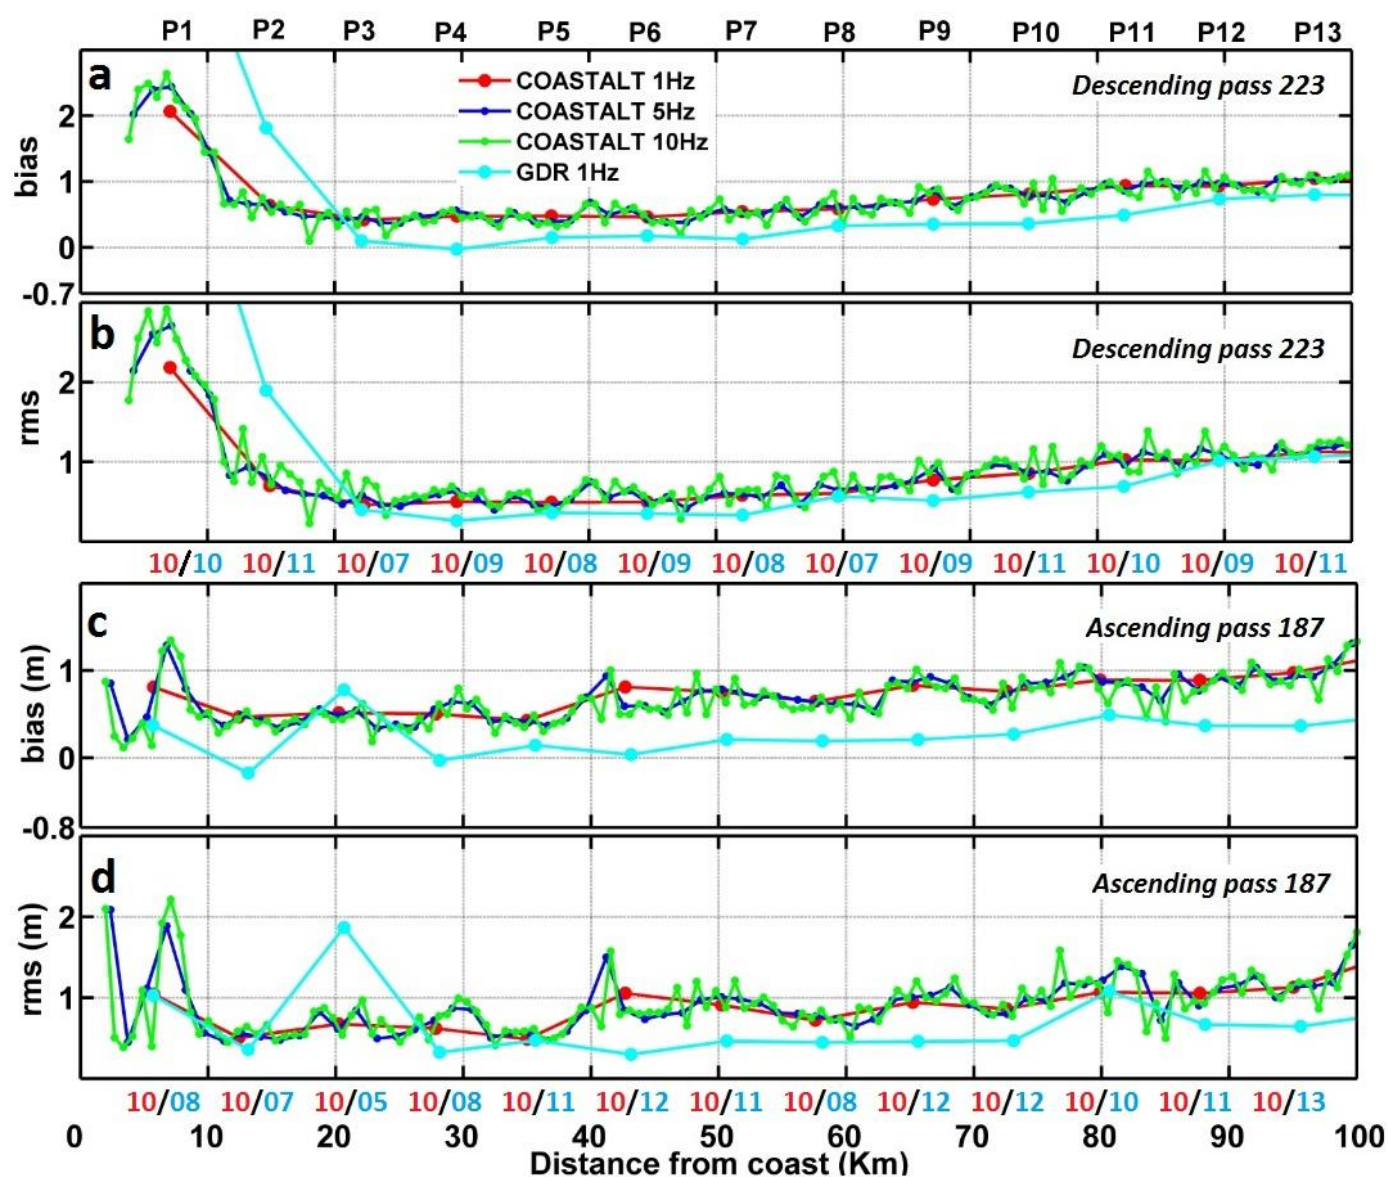 P1 P2 P3 P4 P5 P6 P7 P8 P9 P10 P11 P12 P13
a
Descending pass 223
COASTALT 1Hz
COASTALT 5Hz
COASTALT 10Hz
GDR 1Hz
bias
2
1
0
-0.7
b
Descending pass 223
rms
2
1
10/10 10/11 10/07 10/09 10/08 10/09 10/08 10/07 10/09 10/11 10/10 10/09 10/11
c
Ascending pass 187
bias (m)
1
0
-0.8
d
Ascending pass 187
rms (m)
2
1
10/08 10/07 10/05 10/08 10/11 10/12 10/11 10/08 10/12 10/12 10/10 10/11 10/13
0 10 20 30 40 50 60 70 80 90 100
Distance from coast (Km)